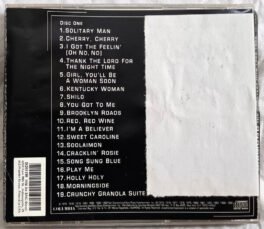 DISC ONE
1. SOLITARY MAN
2. CHERRY, CHERRY
3. I GOT THE FEELIN'
(OH NO, NO)
4. THANK THE LORD FOR
THE NIGHT TIME
5. GIRL, YOU'LL BE
A WOMAN SOON
6. KENTUCKY WOMAN
7. SHILO
8. YOU GOT TO ME
9. BROOKLYN ROADS
10. RED, RED WINE
11. I'M A BELIEVER
12. SWEET CAROLINE
13. SOOLAIMON
14. CRACKLIN' ROSIE
15. SONG SUNG BLUE
16. PLAY ME
17. HOLLY HOLY
18. MORNINGSIDE
19. CRUNCHY GRANOLA SUITE
COLUMBIA